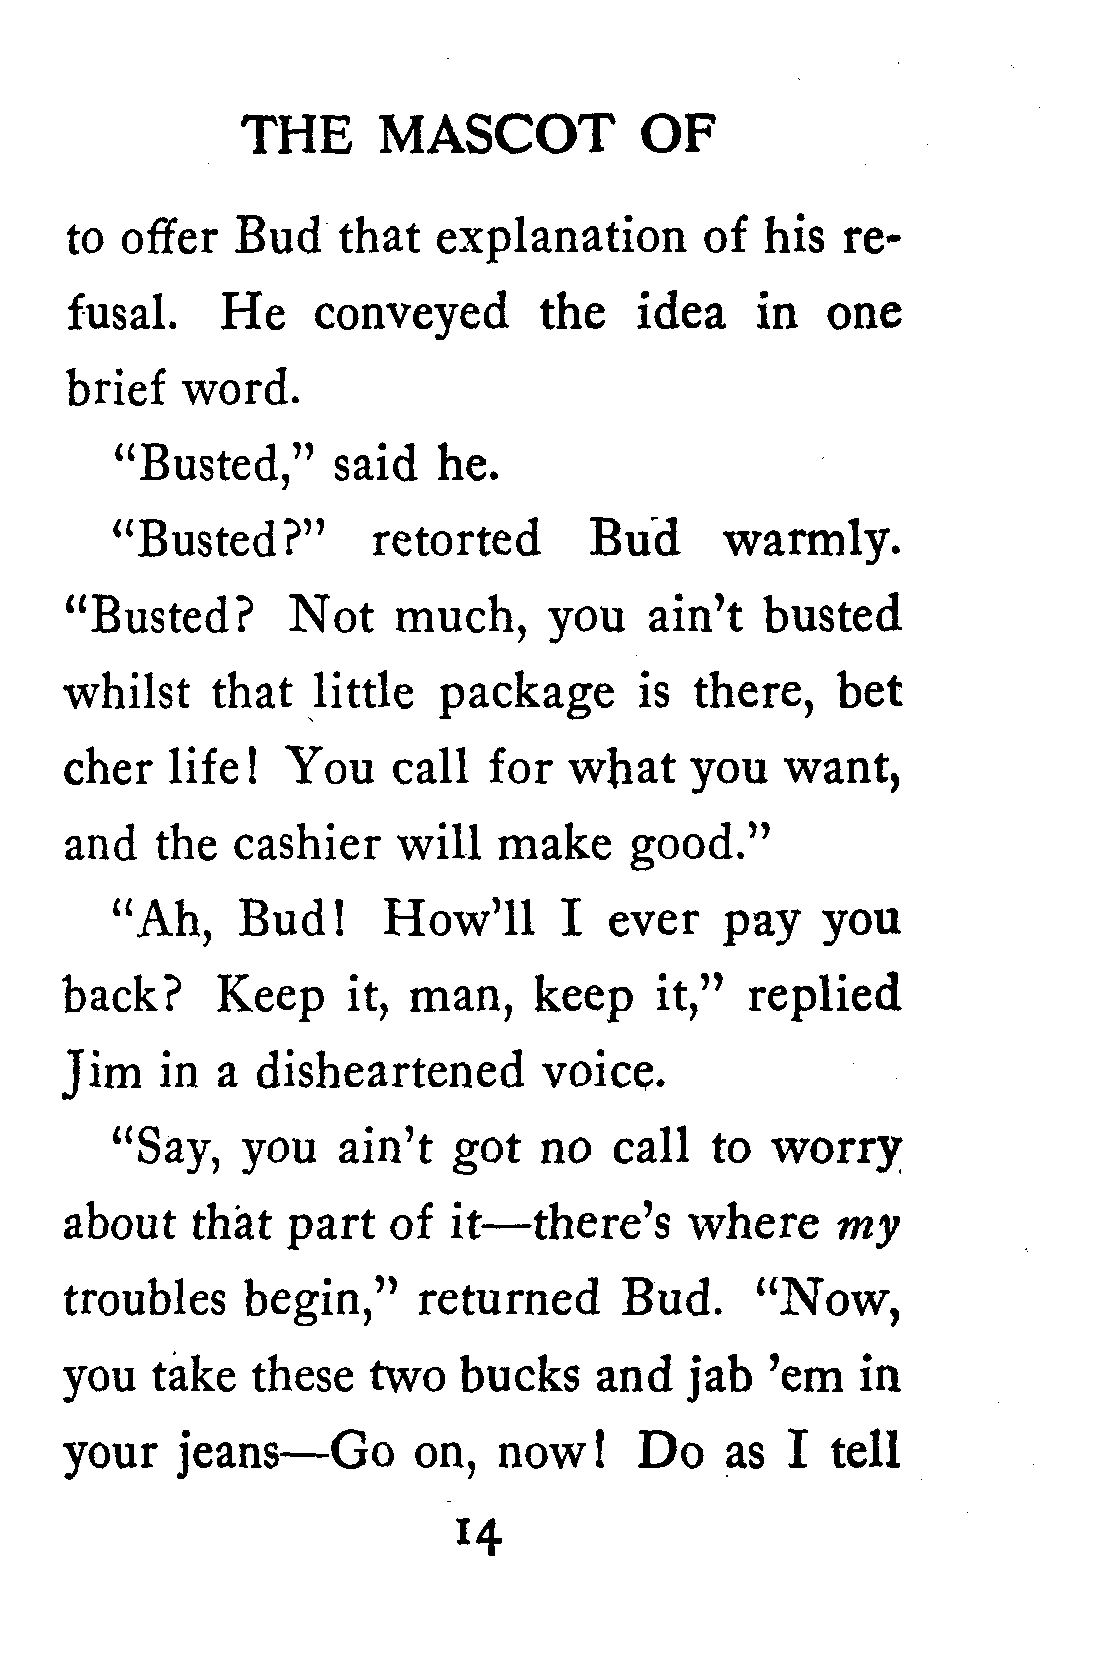 THE MASCOT OF
to offer Bud that explanation of his re-
fusal. He conveyed the idea in one
brief word.
“Busted,” said he.
“Busted?” retorted Bud warmly.
“Busted? Not much, you ain’t busted
whilst that little package is there, bet
cher life! You call for what you want,
and the cashier will make good.”
“Ah, Bud! How’ll I ever pay you
back? Keep it, man, keep it,” replied
Jim in a disheartened voice.
“Say, you ain’t got no call to worry
about that part of it—there’s where my
troubles begin,” returned Bud. “Now,
you take these two bucks and jab ’em in
your jeans—Go on, now! Do as I tell
14